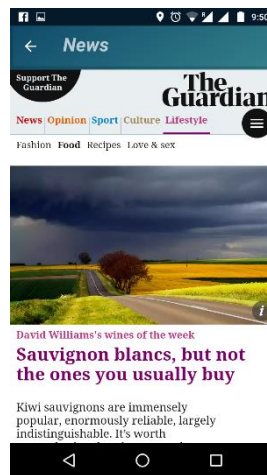 9:50
News
Support The
Guardian
The
Guardian
News Opinion Sport Culture Lifestyle
Fashion Food Recipes Love & sex
i
David Williams's wines of the week
Sauvignon blancs, but not
the ones you usually buy
Kiwi sauvignons are immensely
popular, enormously reliable, largely
indistinguishable. It's worth